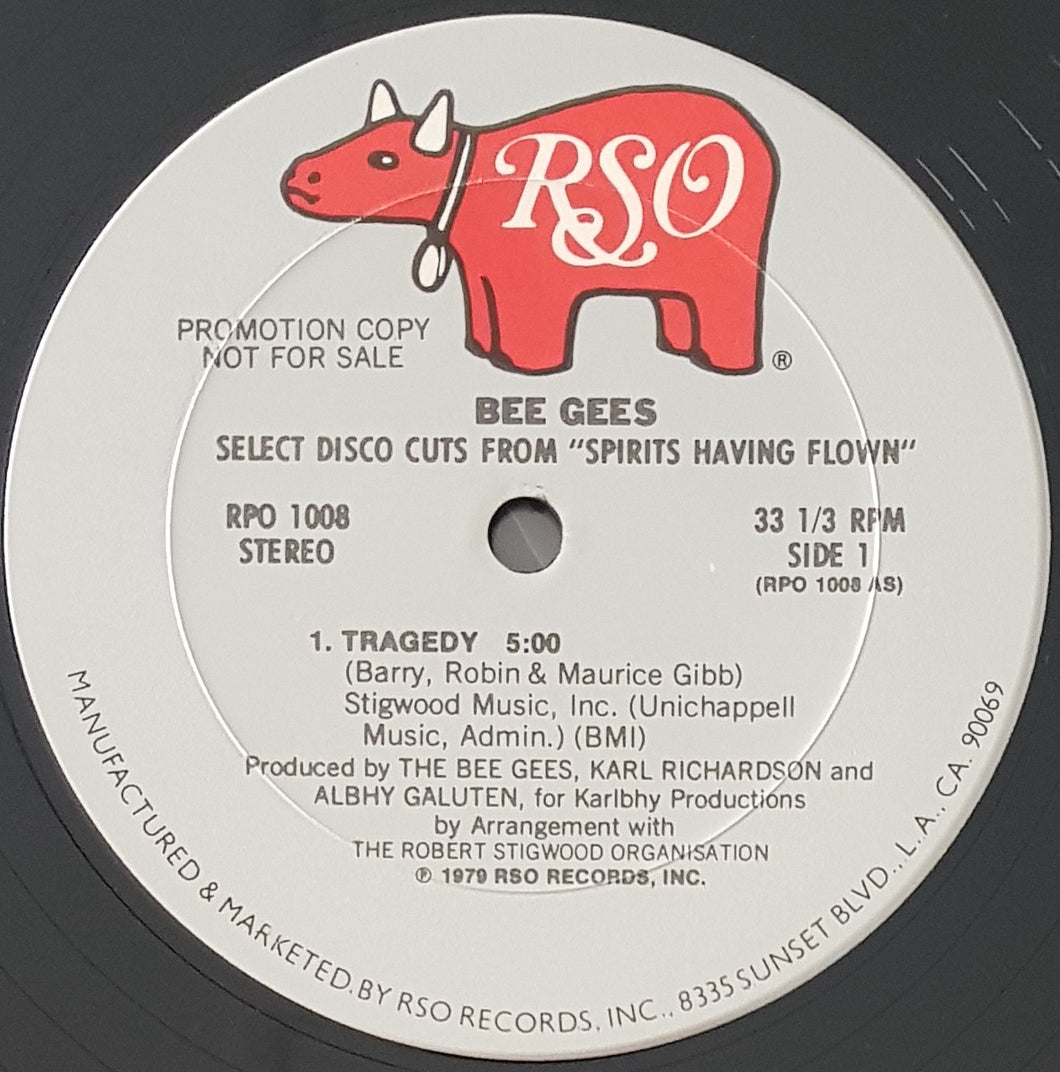 RSO
®
PROMOTION COPY
NOT FOR SALE
BEE GEES
SELECT DISCO CUTS FROM "SPIRITS HAVING FLOWN"
RPO 1008
STEREO
33 1/3 RPM
SIDE 1
(RPO 1008 AS)
1. TRAGEDY 5:00
(Barry, Robin & Maurice Gibb)
Stigwood Music, Inc. (Unichappell
Music, Admin.) (BMI)
Produced by THE BEE GEES, KARL RICHARDSON and
ALBHY GALUTEN, for Karlbhy Productions
by Arrangement with
THE ROBERT STIGWOOD ORGANISATION
℗ 1979 RSO RECORDS, INC.
MANUFACTURED & MARKETED. BY RSO RECORDS, INC., 8335 SUNSET BLVD., L.A., CA. 90069